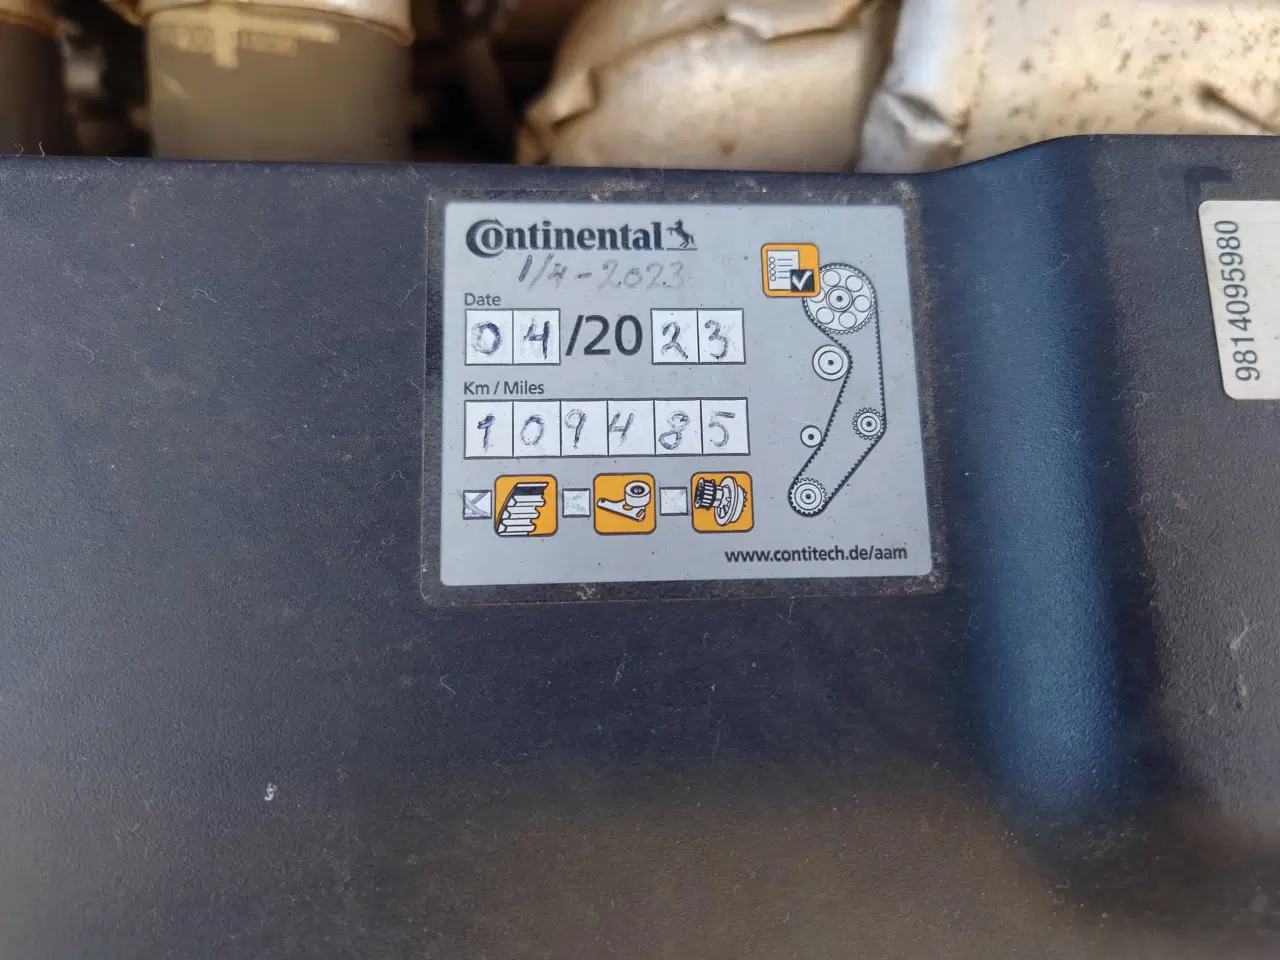 Continental
1/4-2023
Date
04/2023
Km / Miles
109485
www.contitech.de/aam
9814095980